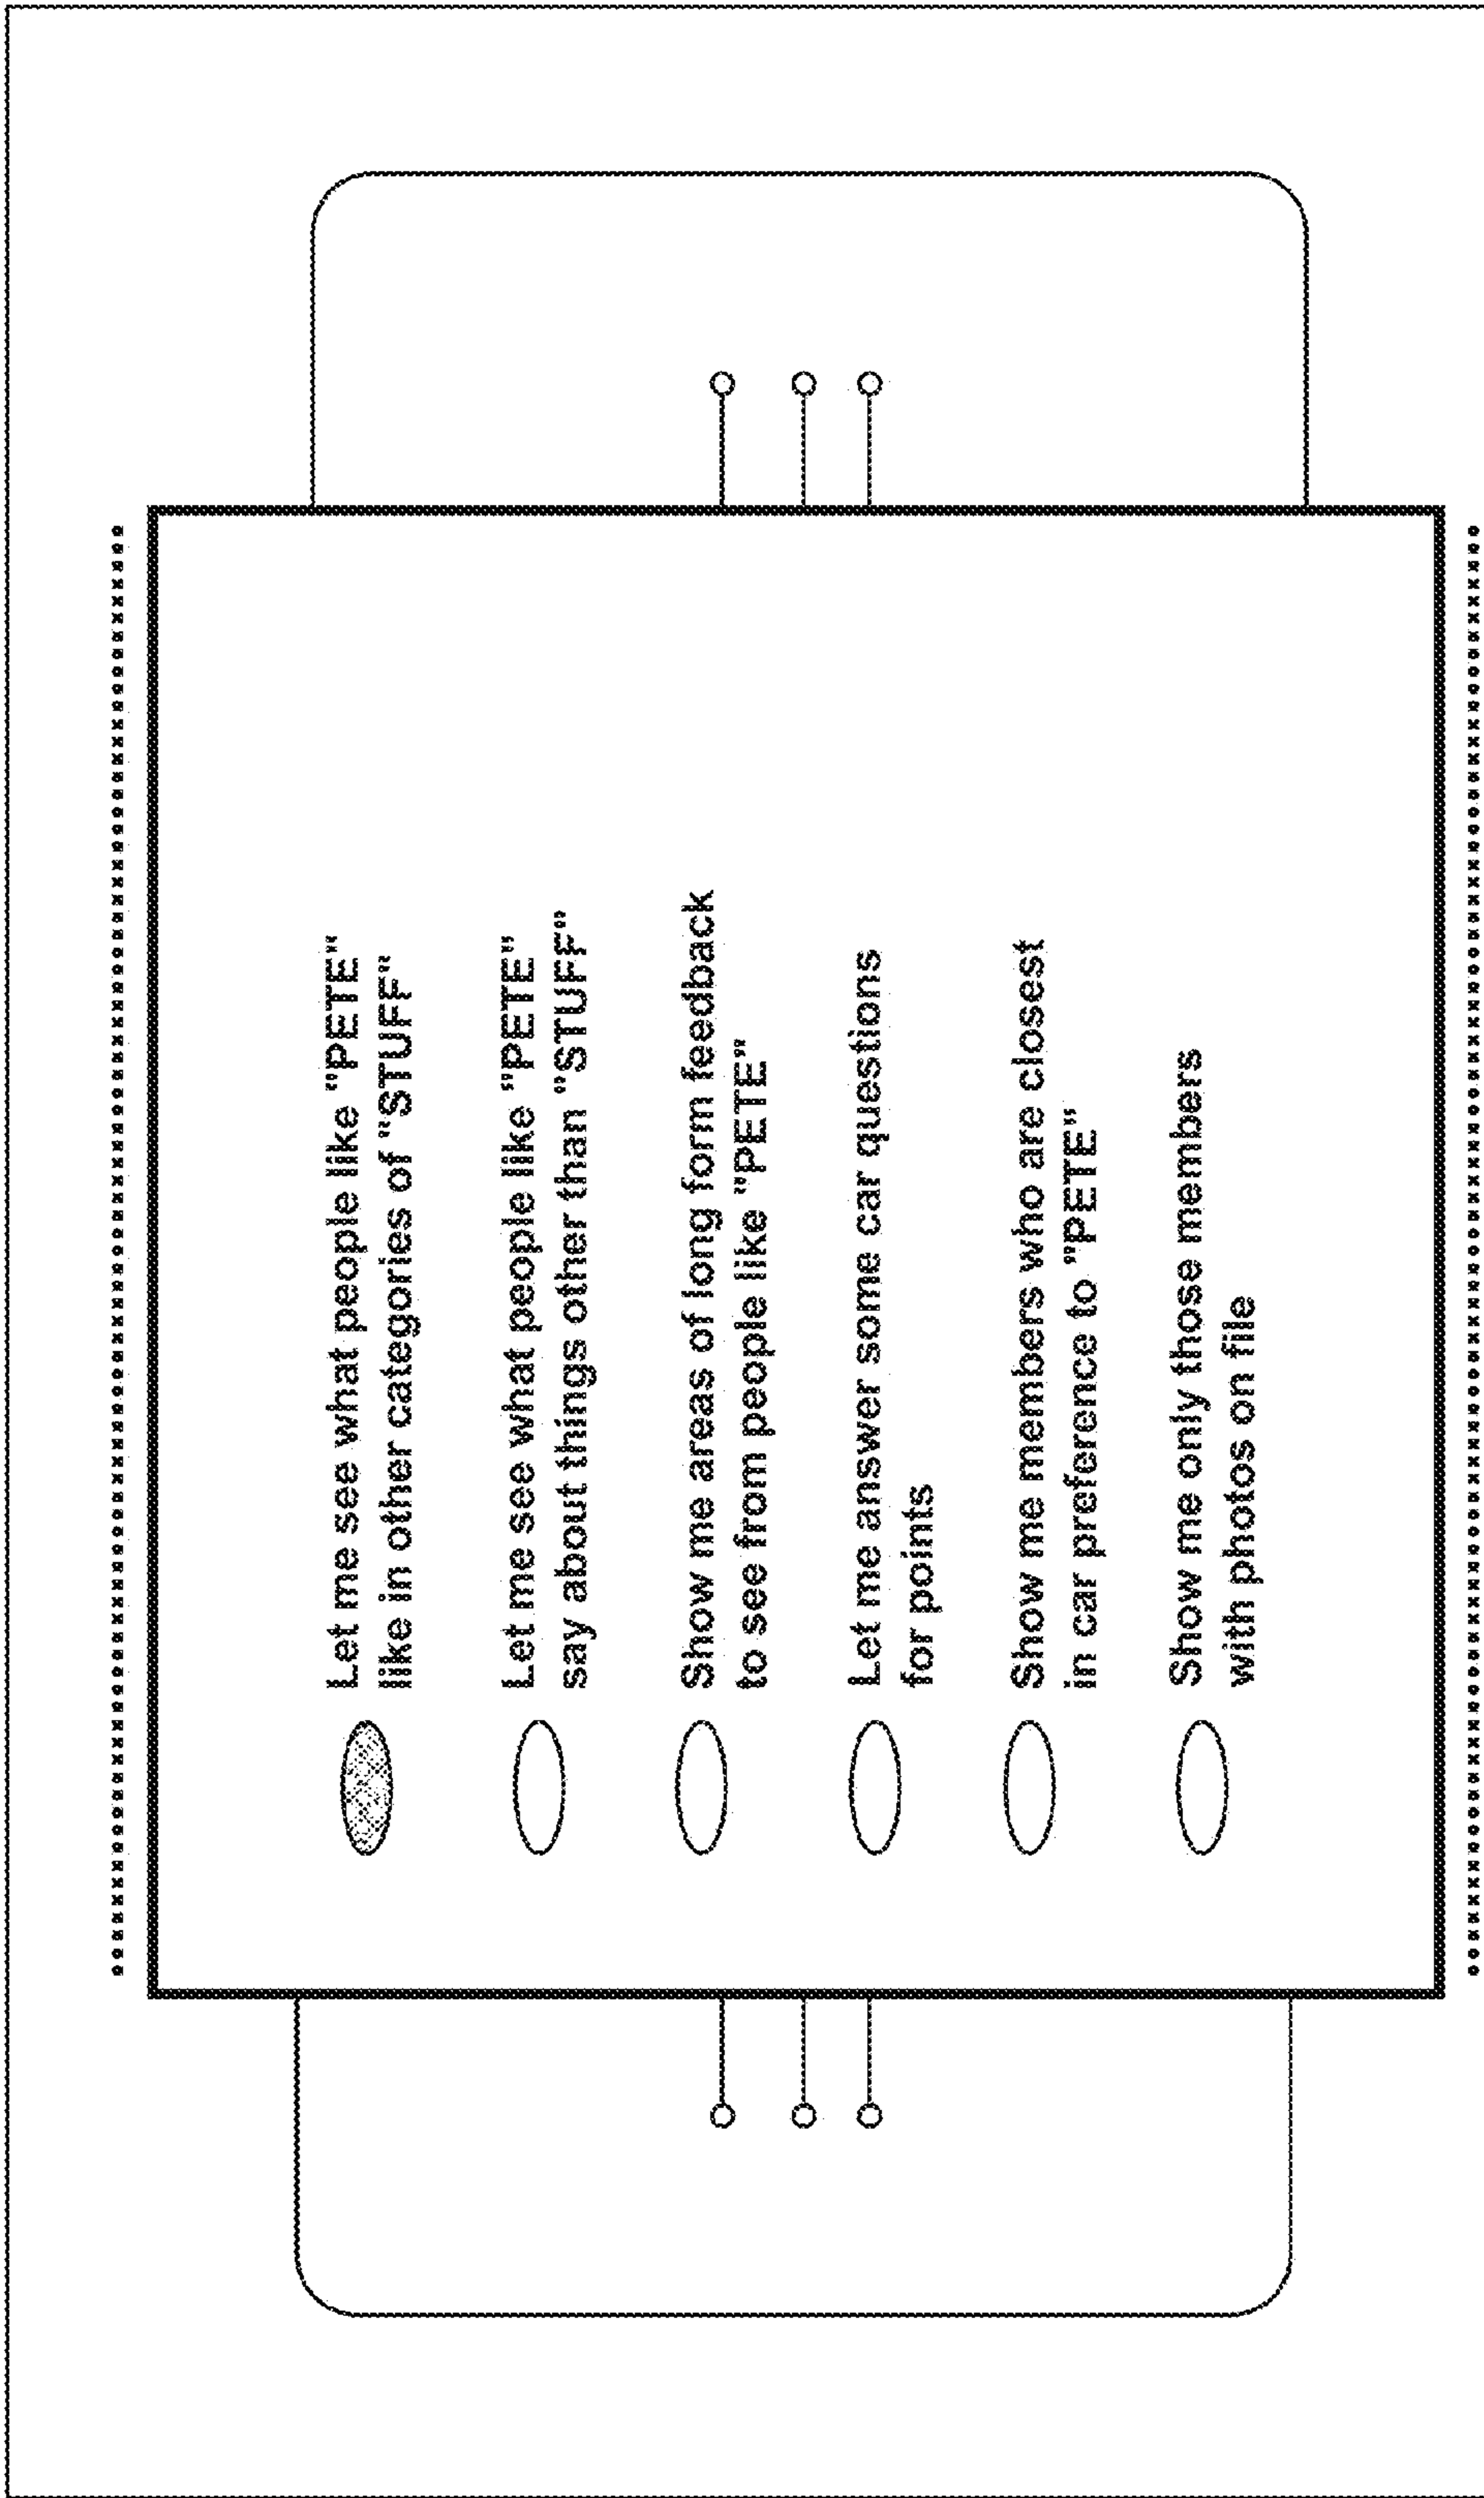 Let me see what people like "PETE"
like in other categories of "STUFF"
Let me see what people like "PETE"
say about things other than "STUFF"
Show me areas of long form feedback
to see from people like "PETE"
Let me answer some car questions
for points
Show me members who are closest
in car preference to "PETE"
Show me only those members
with photos on file